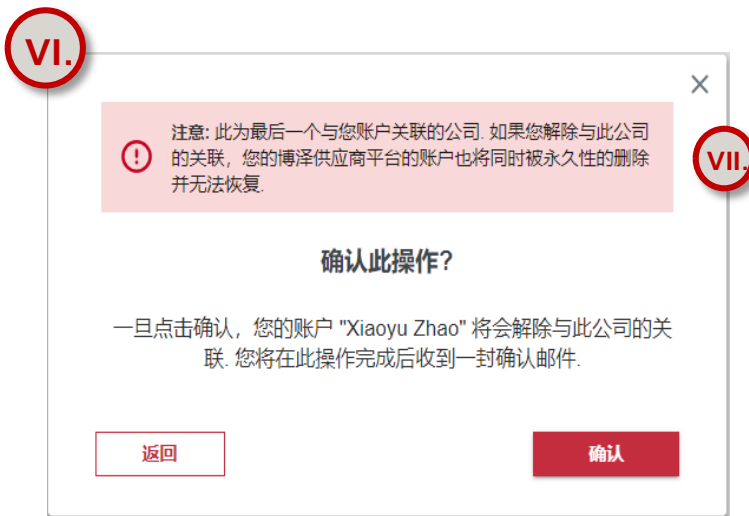 VI.
注意: 此为最后一个与您账户关联的公司. 如果您解除与此公司
的关联，您的博泽供应商平台的账户也将同时被永久性的删除
并无法恢复.
VII.
确认此操作?
一旦点击确认，您的账户 "Xiaoyu Zhao" 将会解除与此公司的关
联. 您将在此操作完成后收到一封确认邮件.
返回
确认